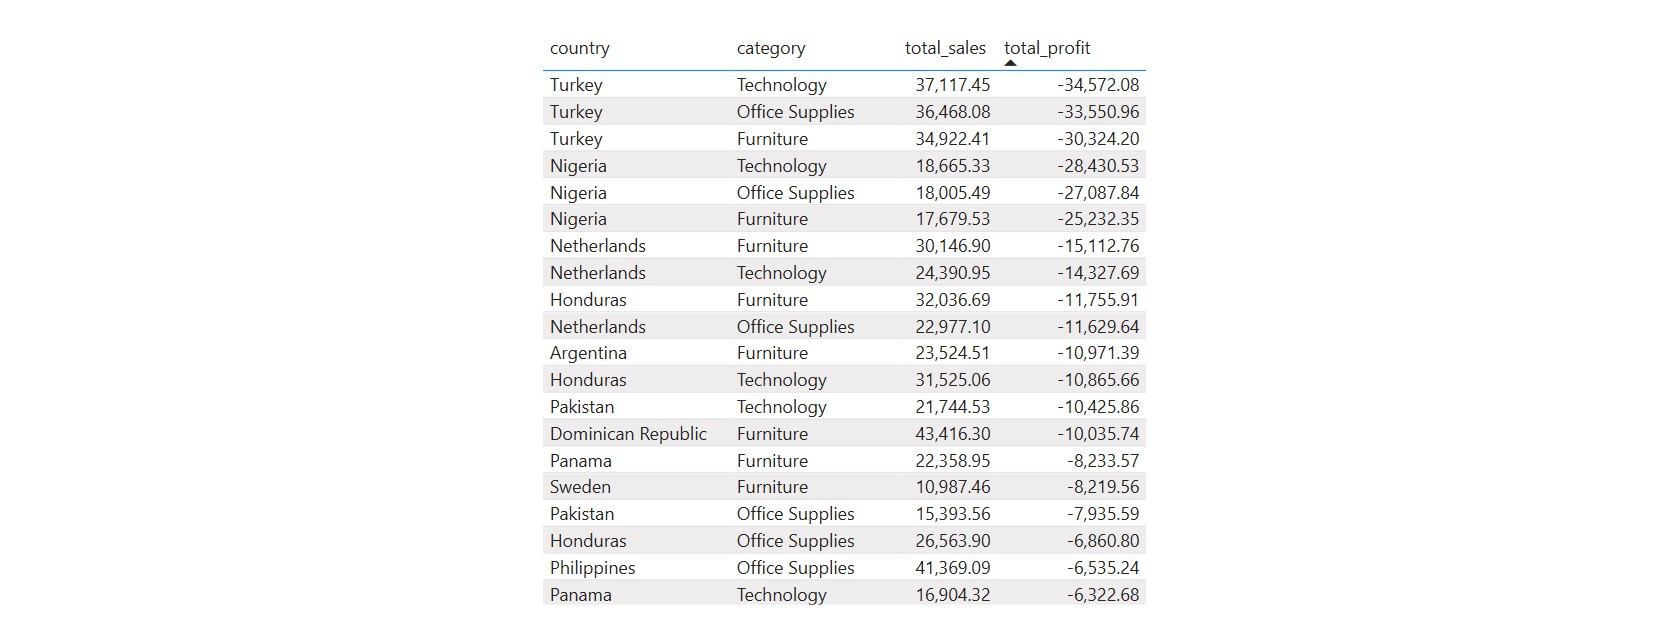 country category total_sales total_profit
Turkey Technology 37,117.45 -34,572.08
Turkey Office Supplies 36,468.08 -33,550.96
Turkey Furniture 34,922.41 -30,324.20
Nigeria Technology 18,665.33 -28,430.53
Nigeria Office Supplies 18,005.49 -27,087.84
Nigeria Furniture 17,679.53 -25,232.35
Netherlands Furniture 30,146.90 -15,112.76
Netherlands Technology 24,390.95 -14,327.69
Honduras Furniture 32,036.69 -11,755.91
Netherlands Office Supplies 22,977.10 -11,629.64
Argentina Furniture 23,524.51 -10,971.39
Honduras Technology 31,525.06 -10,865.66
Pakistan Technology 21,744.53 -10,425.86
Dominican Republic Furniture 43,416.30 -10,035.74
Panama Furniture 22,358.95 -8,233.57
Sweden Furniture 10,987.46 -8,219.56
Pakistan Office Supplies 15,393.56 -7,935.59
Honduras Office Supplies 26,563.90 -6,860.80
Philippines Office Supplies 41,369.09 -6,535.24
Panama Technology 16,904.32 -6,322.68